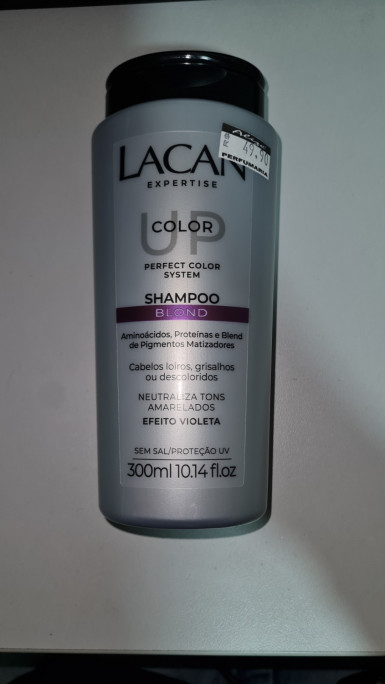 LACAN
EXPERTISE
49,90
PERFUMARIA
UP
COLOR
PERFECT COLOR
SYSTEM
SHAMPOO
BLOND
Aminoácidos, Proteínas e Blend
de Pigmentos Matizadores
Cabelos loiros, grisalhos
ou descoloridos
NEUTRALIZA TONS
AMARELADOS
EFEITO VIOLETA
SEM SAL/PROTEÇÃO UV
300ml 10.14 fl.oz